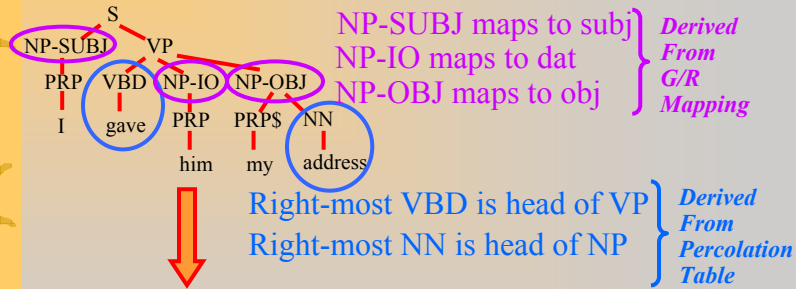 S
NP-SUBJ VP
PRP VBD NP-IO NP-OBJ
I gave PRP PRP$ NN
him my address
NP-SUBJ maps to subj
NP-IO maps to dat
NP-OBJ maps to obj
Derived
From
G/R
Mapping
Right-most VBD is head of VP
Right-most NN is head of NP
Derived
From
Percolation
Table